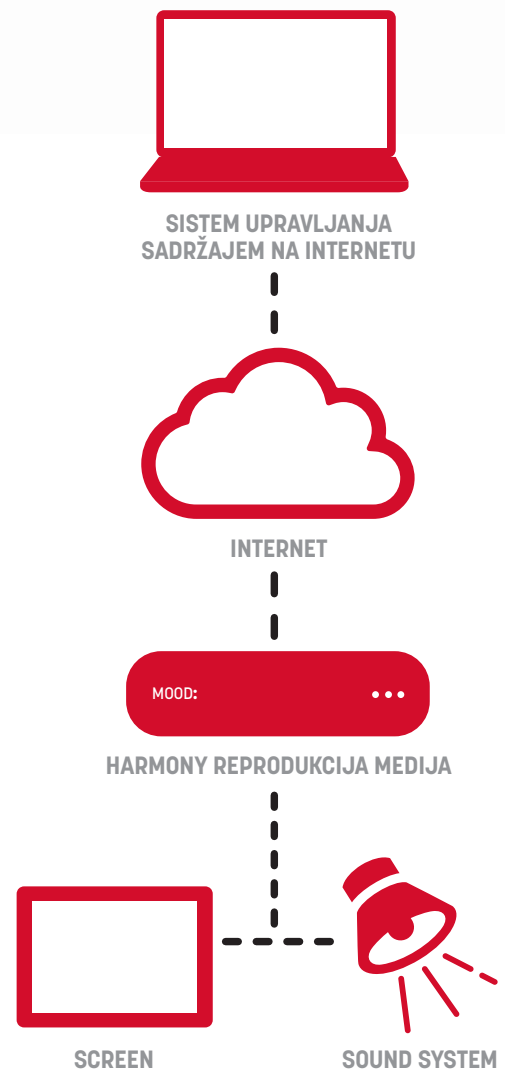 SISTEM UPRAVLJANJA
SADRŽAJEM NA INTERNETU
INTERNET
MOOD:
HARMONY REPRODUKCIJA MEDIJA
SCREEN
SOUND SYSTEM